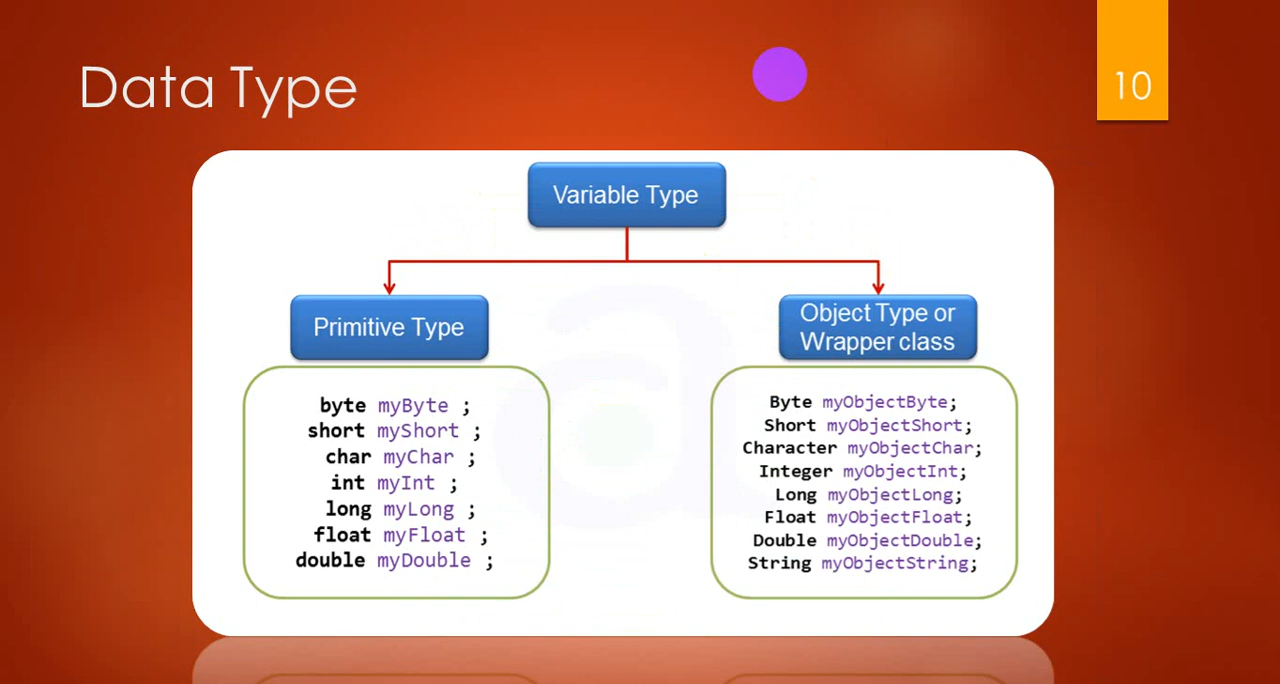 Data Type
10
Variable Type
Primitive Type
byte myByte ;
short myShort ;
char myChar ;
int myInt ;
long myLong ;
float myFloat ;
double myDouble ;
Object Type or
Wrapper class
Byte myObjectByte;
Short myObjectShort;
Character myObjectChar;
Integer myObjectInt;
Long myObjectLong;
Float myObjectFloat;
Double myObjectDouble;
String myObjectString;